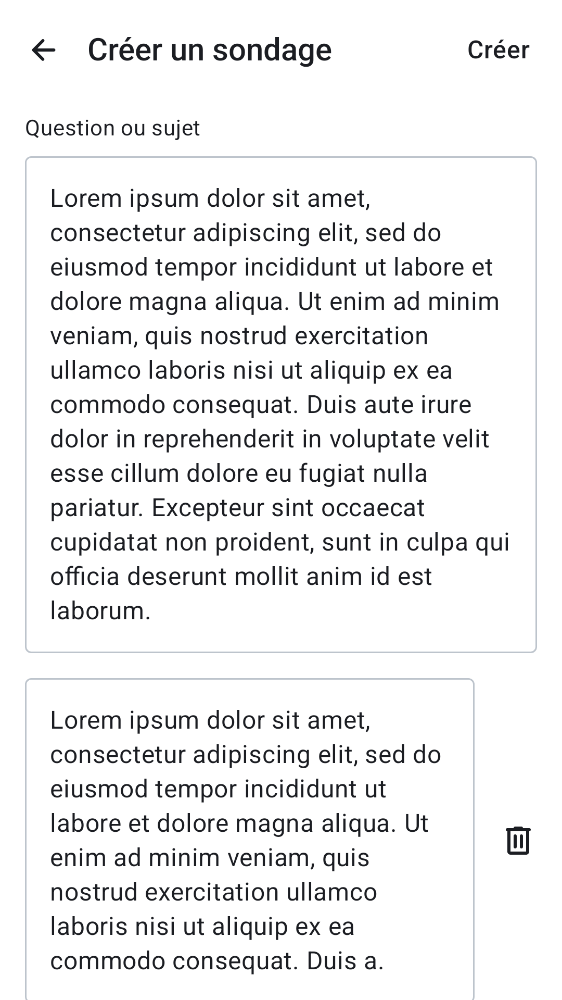 Créer un sondage
Créer
Question ou sujet
Lorem ipsum dolor sit amet,
consectetur adipiscing elit, sed do
eiusmod tempor incididunt ut labore et
dolore magna aliqua. Ut enim ad minim
veniam, quis nostrud exercitation
ullamco laboris nisi ut aliquip ex ea
commodo consequat. Duis aute irure
dolor in reprehenderit in voluptate velit
esse cillum dolore eu fugiat nulla
pariatur. Excepteur sint occaecat
cupidatat non proident, sunt in culpa qui
officia deserunt mollit anim id est
laborum.
Lorem ipsum dolor sit amet,
consectetur adipiscing elit, sed do
eiusmod tempor incididunt ut
labore et dolore magna aliqua. Ut
enim ad minim veniam, quis
nostrud exercitation ullamco
laboris nisi ut aliquip ex ea
commodo consequat. Duis a.